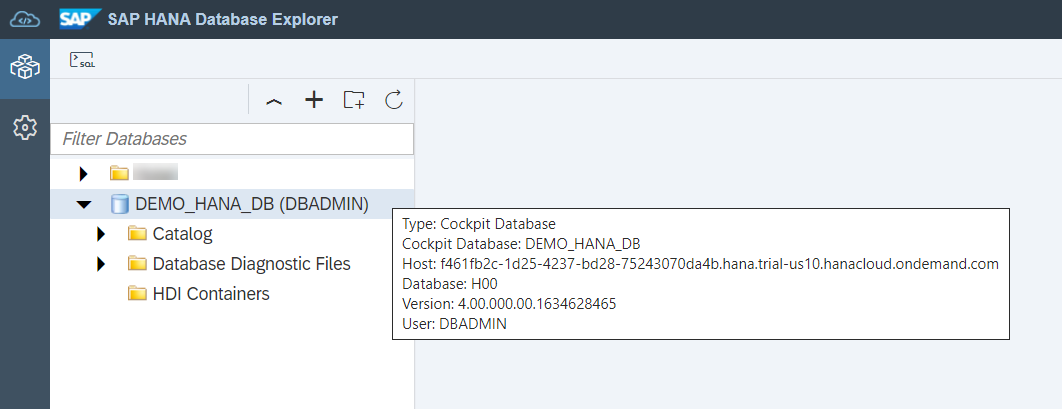 SAP SAP HANA Database Explorer
SQL
Filter Databases
DEMO_HANA_DB (DBADMIN)
Catalog
Database Diagnostic Files
HDI Containers
Type: Cockpit Database
Cockpit Database: DEMO_HANA_DB
Host: f461fb2c-1d25-4237-bd28-75243070da4b.hana.trial-us10.hanacloud.ondemand.com
Database: H00
Version: 4.00.000.00.1634628465
User: DBADMIN